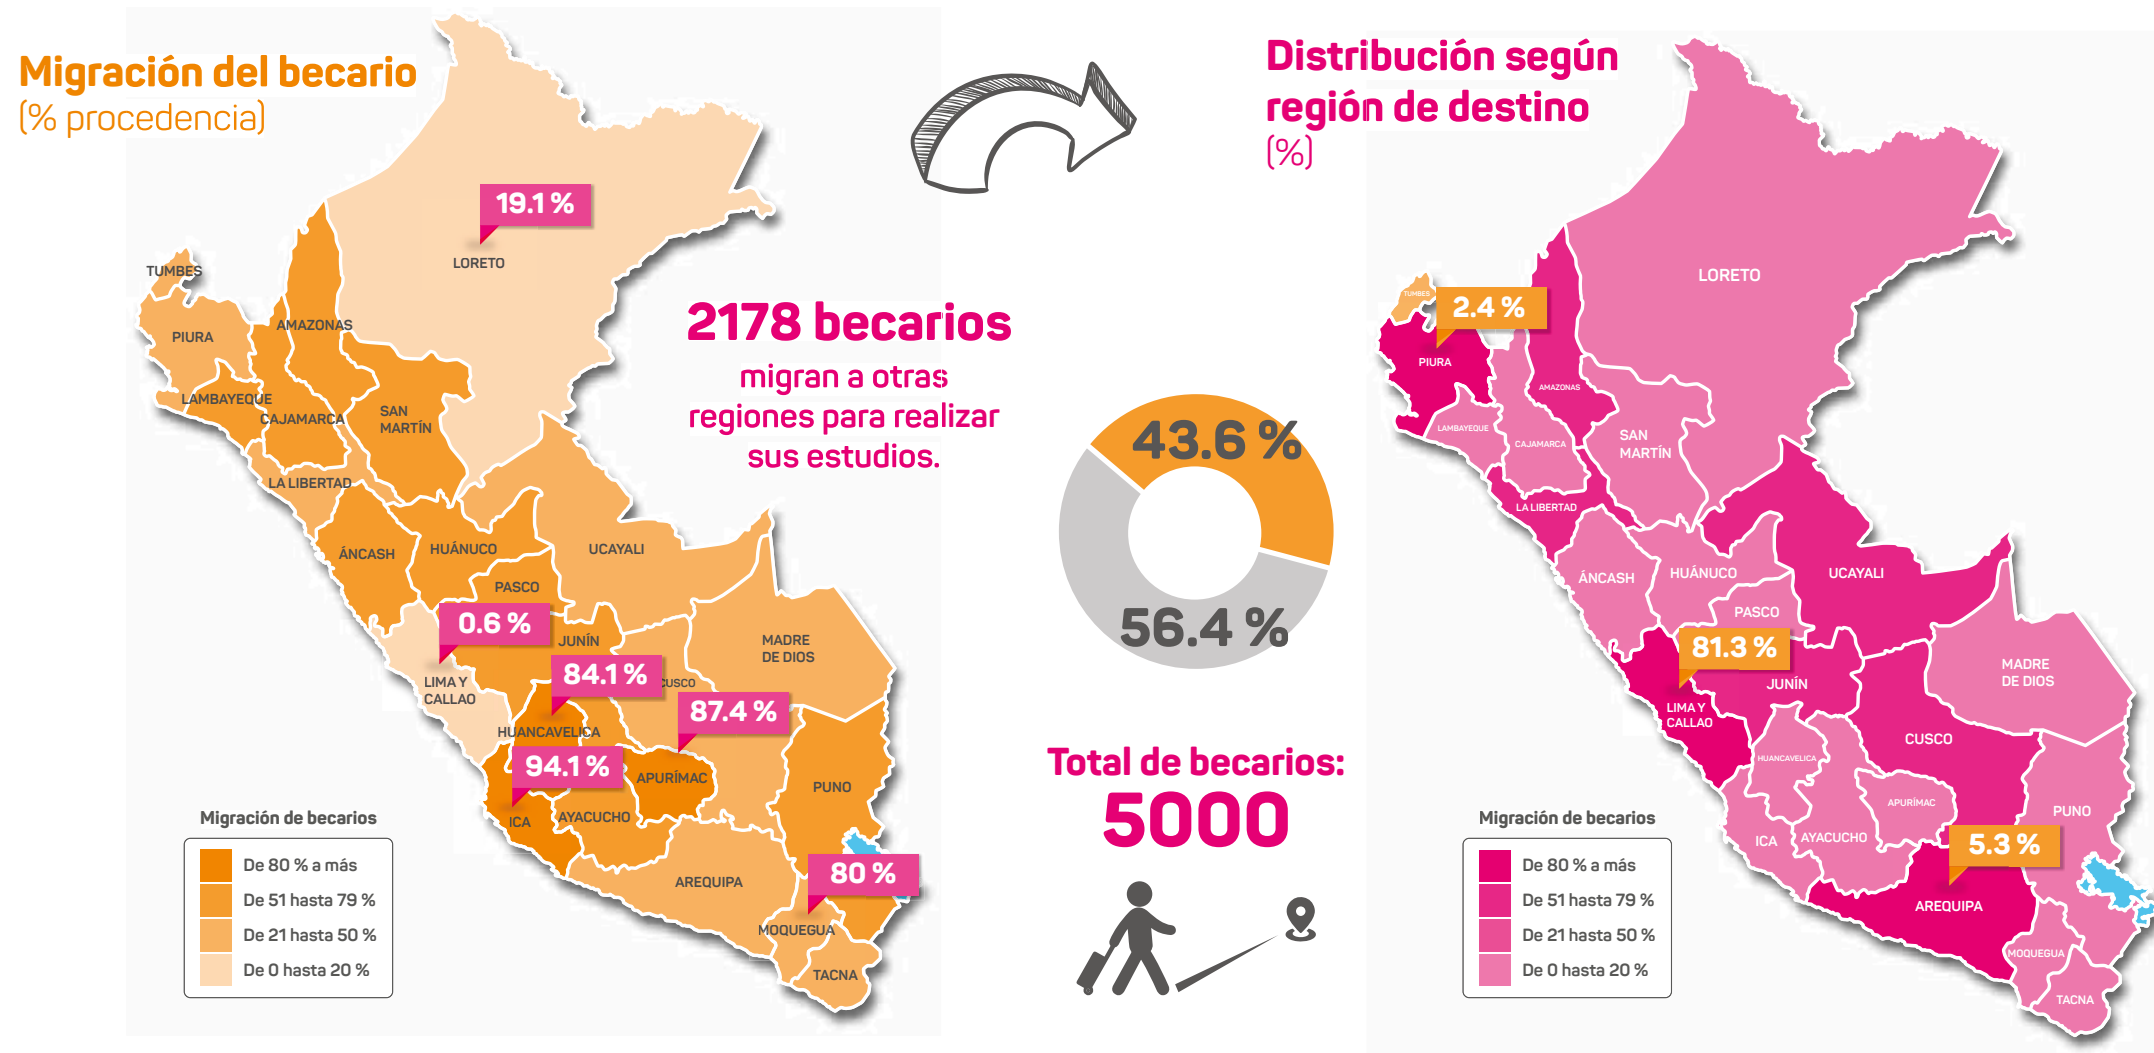 Migración del becario
(% procedencia)
19.1 %
LORETO
TUMBES
PIURA
AMAZONAS
LAMBAYEQUE
CAJAMARCA
SAN
MARTÍN
LA LIBERTAD
ÁNCASH
HUÁNUCO
UCAYALI
PASCO
0.6 %
JUNÍN
MADRE
DE DIOS
84.1 %
CUSCO
LIMA Y
CALLAO
87.4 %
HUANCAVELICA
94.1 %
APURÍMAC
PUNO
ICA
AYACUCHO
80 %
AREQUIPA
MOQUEGUA
TACNA
Migración de becarios
De 80 % a más
De 51 hasta 79 %
De 21 hasta 50 %
De 0 hasta 20 %
2178 becarios
migran a otras
regiones para realizar
sus estudios.
43.6 %
56.4 %
Total de becarios:
5000
Distribución según
región de destino
(%)
LORETO
TUMBES
2.4 %
PIURA
AMAZONAS
LAMBAYEQUE
CAJAMARCA
SAN
MARTÍN
LA LIBERTAD
ÁNCASH
HUÁNUCO
UCAYALI
PASCO
81.3 %
MADRE
DE DIOS
JUNÍN
LIMA Y
CALLAO
CUSCO
HUANCAVELICA
APURÍMAC
PUNO
ICA
AYACUCHO
5.3 %
AREQUIPA
MOQUEGUA
TACNA
Migración de becarios
De 80 % a más
De 51 hasta 79 %
De 21 hasta 50 %
De 0 hasta 20 %